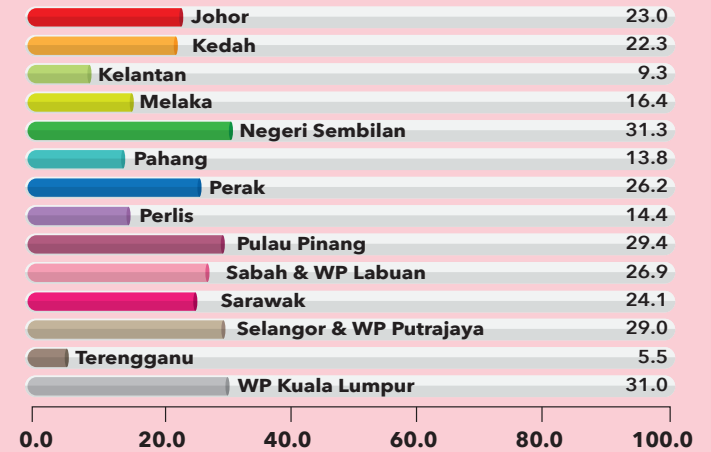 Johor 23.0
Kedah 22.3
Kelantan 9.3
Melaka 16.4
Negeri Sembilan 31.3
Pahang 13.8
Perak 26.2
Perlis 14.4
Pulau Pinang 29.4
Sabah & WP Labuan 26.9
Sarawak 24.1
Selangor & WP Putrajaya 29.0
Terengganu 5.5
WP Kuala Lumpur 31.0
0.0 20.0 40.0 60.0 80.0 100.0